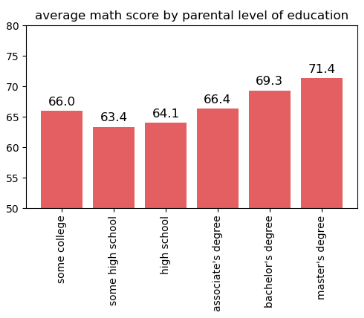 average math score by parental level of education
80
75
70
65
60
55
50
66.0
63.4
64.1
66.4
69.3
71.4
some college
some high school
high school
associate's degree
bachelor's degree
master's degree